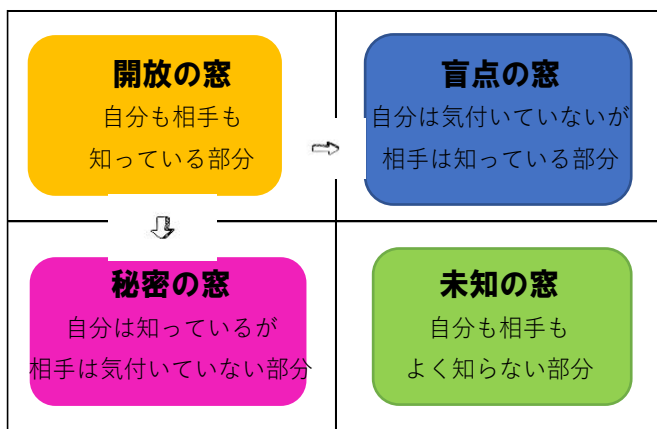 開放の窓
自分も相手も
知っている部分
盲点の窓
自分は気付いていないが
相手は知っている部分
秘密の窓
自分は知っているが
相手は気付いていない部分
未知の窓
自分も相手も
よく知らない部分